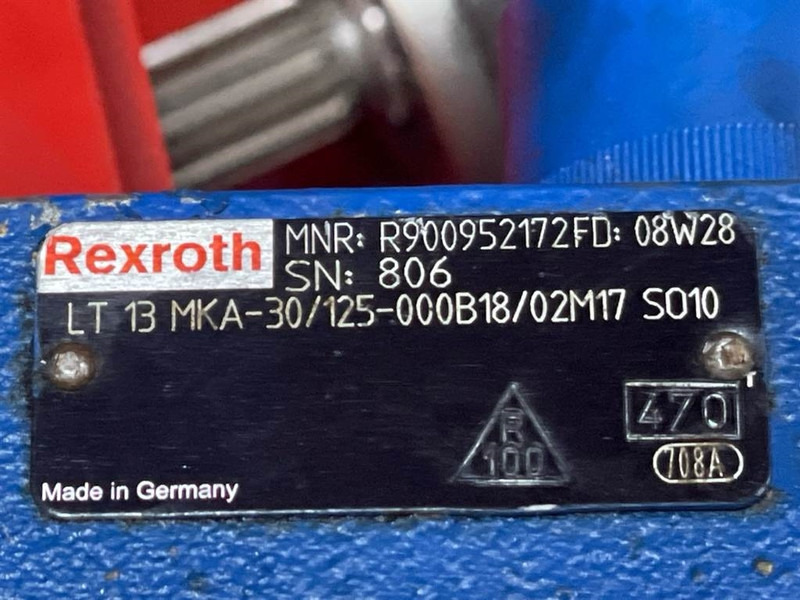 Rexroth
MNR: R900952172FD: 08W28
SN: 806
LT 13 MKA-30/125-000B18/02M17 SO10
R
100
470
708A
Made in Germany